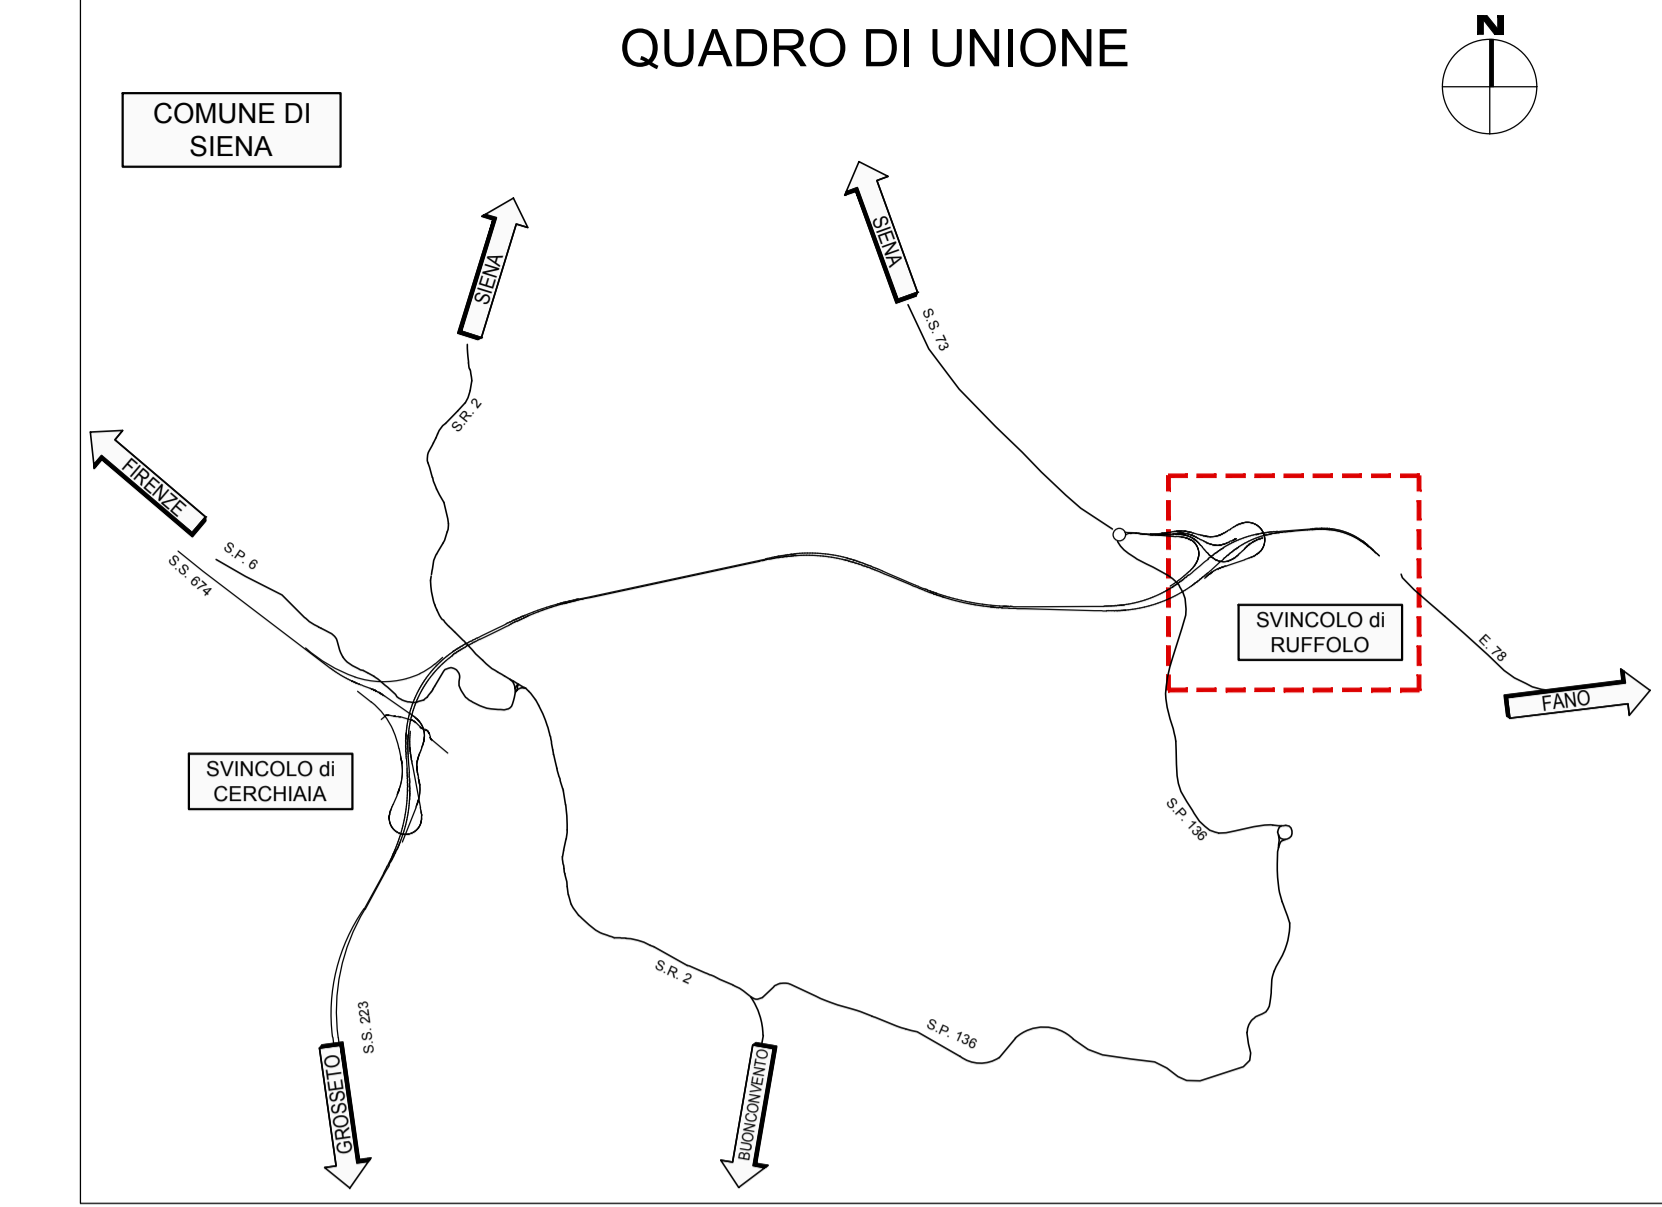 QUADRO DI UNIONE
N
COMUNE DI
SIENA
SIENA
SIENA
S.S. 73
S.R. 2
FIRENZE
S.P. 6
S.S. 674
SVINCOLO di
RUFFOLO
E. 78
FANO
SVINCOLO di
CERCHIAIA
S.P. 136
S.R. 2
S.S. 223
S.P. 136
GROSSETO
BUONCONVENTO